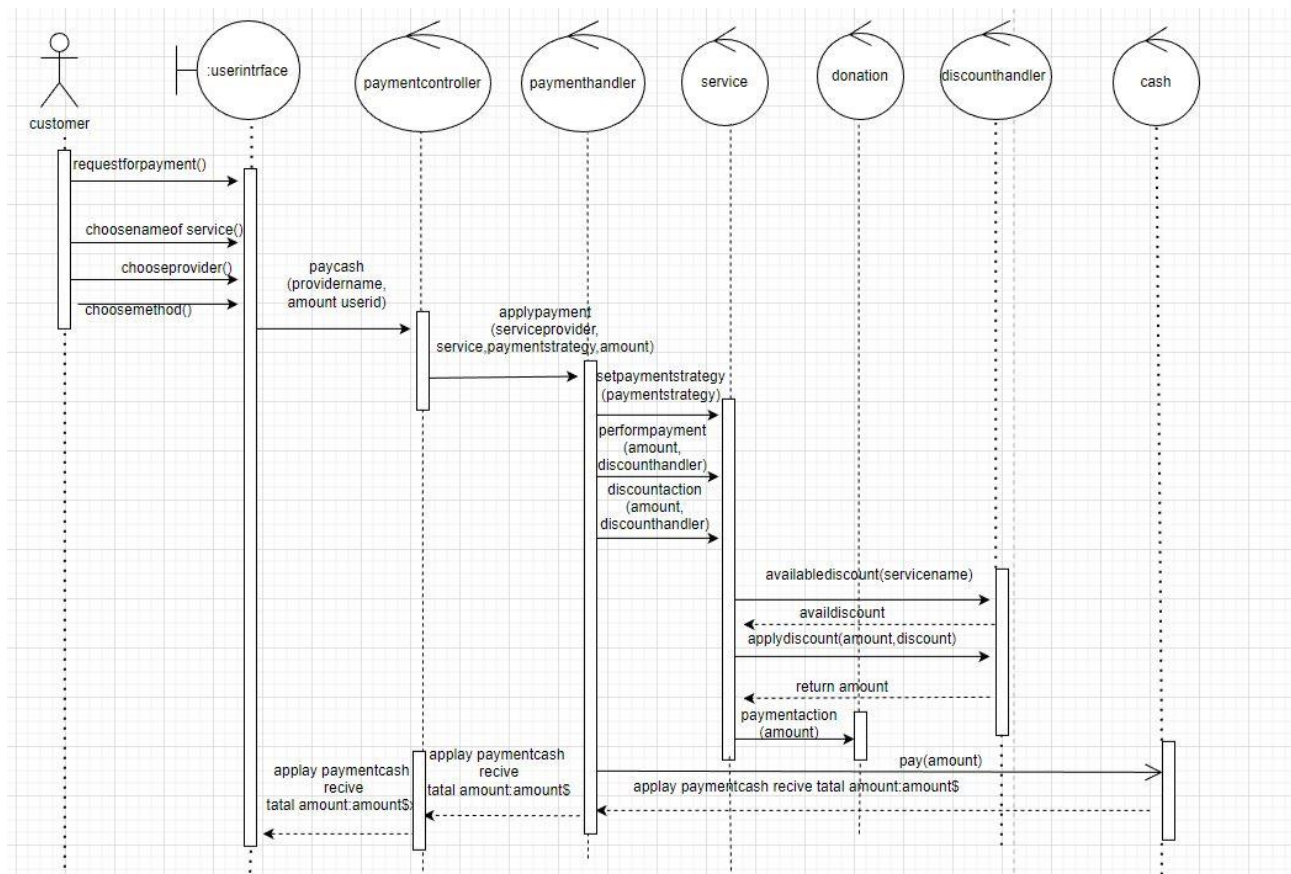 :userintrface
paymentcontroller
paymenthandler
service
donation
discounthandler
cash
customer
requestforpayment()
choosenameof service()
chooseprovider()
choosemethod()
paycash
(providername,
amount userid)
applypayment
(serviceprovider,
service,paymentstrategy,amount)
setpaymentstrategy
(paymentstrategy)
performpayment
(amount,
discounthandler)
discountaction
(amount,
discounthandler)
availablediscount(servicename)
availdiscount
applydiscount(amount,discount)
return amount
paymentaction
(amount)
pay(amount)
applay paymentcash recive tatal amount:amount$
applay paymentcash
recive
tatal amount:amount$
applay paymentcash
recive
tatal amount:amount$